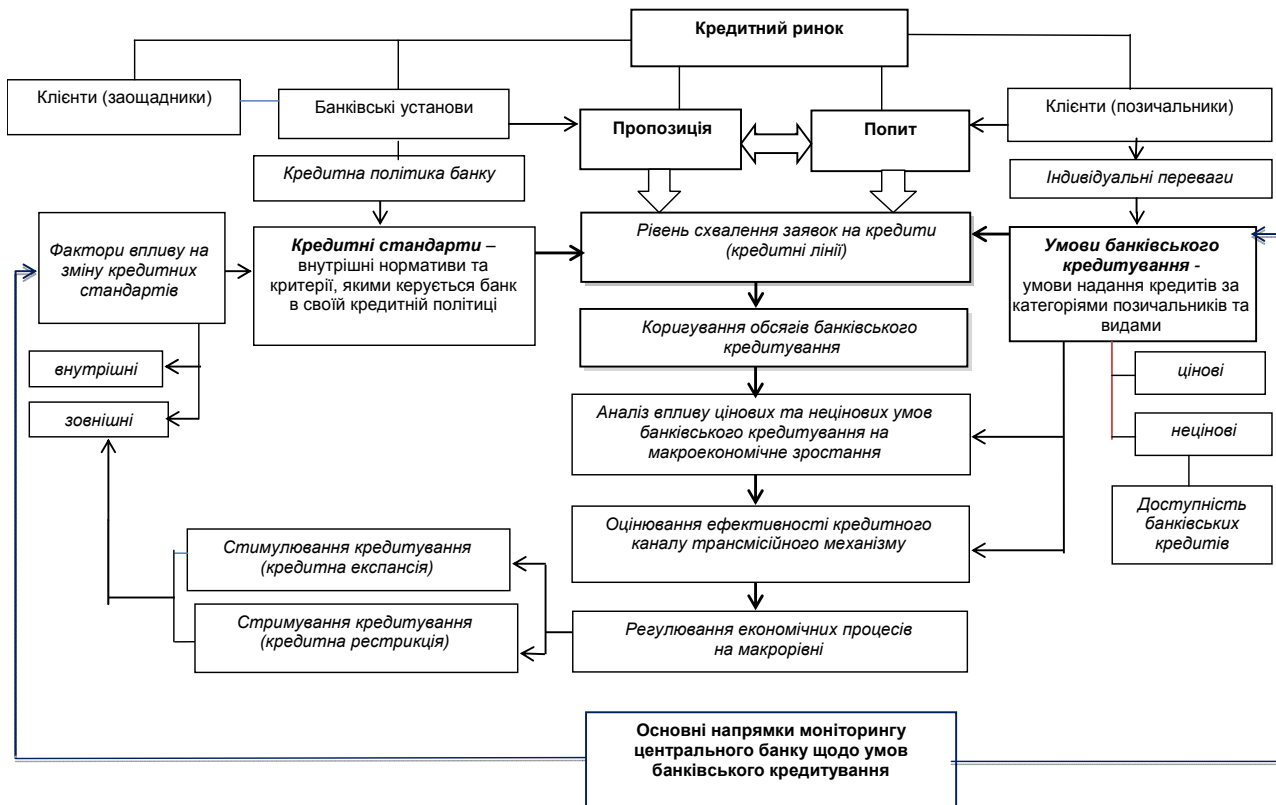 Кредитний ринок
Клієнти (заощадники)
Банківські установи
Пропозиція
Попит
Клієнти (позичальники)
Кредитна політика банку
Індивідуальні переваги
Фактори впливу на
зміну кредитних
стандартів
Кредитні стандарти –
внутрішні нормативи та
критерії, якими керується банк
в своїй кредитній політиці
Рівень схвалення заявок на кредити
(кредитні лінії)
Умови банківського
кредитування -
умови надання кредитів за
категоріями позичальників та
видами
Коригування обсягів банківського
кредитування
внутрішні
зовнішні
цінові
нецінові
Аналіз впливу цінових та нецінових умов
банківського кредитування на
макроекономічне зростання
Доступність
банківських
кредитів
Оцінювання ефективності кредитного
каналу трансмісійного механізму
Стимулювання кредитування
(кредитна експансія)
Стримування кредитування
(кредитна рестрикція)
Регулювання економічних процесів
на макрорівні
Основні напрямки моніторингу
центрального банку щодо умов
банківського кредитування